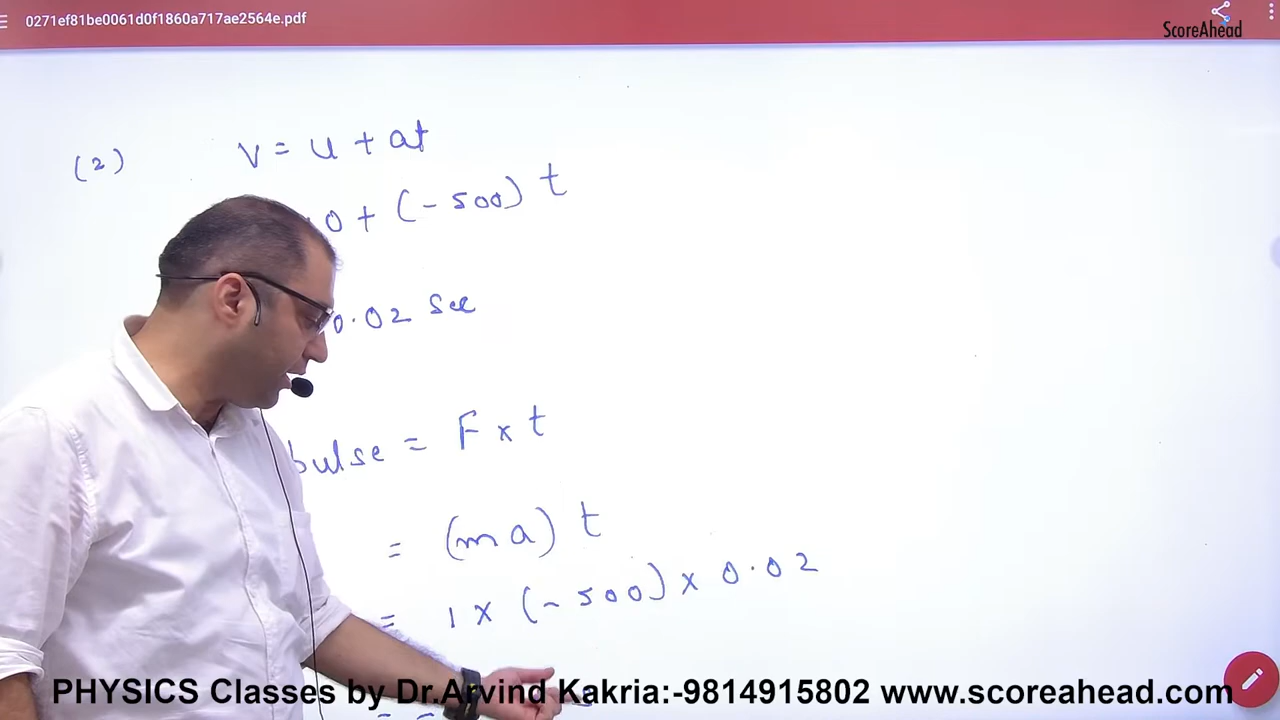 0271ef81be0061d0f1860a717ae2564e.pdf
ScoreAhead
(2) v = u + at
0 + (- 500) t
0.02 Sec
pulse = F x t
= (m a) t
= 1 x (- 500) x 0.02
PHYSICS Classes by Dr.Arvind Kakria:-9814915802 www.scoreahead.com